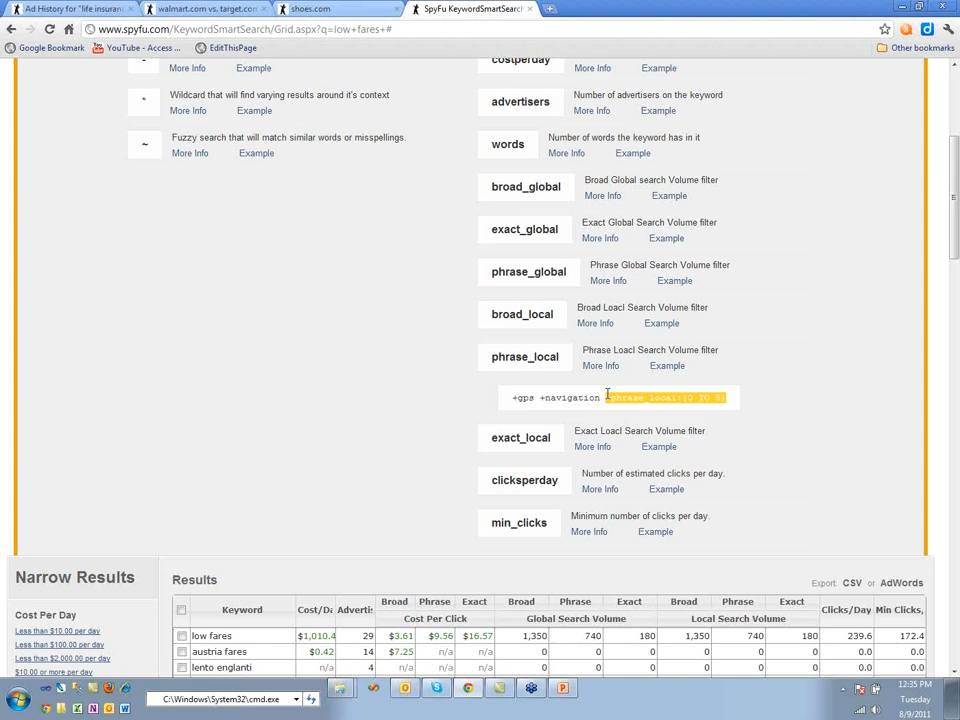 Ad History for "life insuranc
walmart.com vs. target.com
shoes.com
SpyFu KeywordSmartSearch
www.spyfu.com/KeywordSmartSearch/Grid.aspx?q=low+fares+#
Google Bookmark
YouTube - Access ...
EditThisPage
Other bookmarks
-
More Info Example
*
Wildcard that will find varying results around it's context
More Info Example
~
Fuzzy search that will match similar words or misspellings.
More Info Example
costperday
More Info Example
advertisers
Number of advertisers on the keyword
More Info Example
words
Number of words the keyword has in it
More Info Example
broad_global
Broad Global search Volume filter
More Info Example
exact_global
Exact Global Search Volume filter
More Info Example
phrase_global
Phrase Global Search Volume filter
More Info Example
broad_local
Broad Loacl Search Volume filter
More Info Example
phrase_local
Phrase Loacl Search Volume filter
More Info Example
+gps +navigation
exact_local
Exact Loacl Search Volume filter
More Info Example
clicksperday
Number of estimated clicks per day.
More Info Example
min_clicks
Minimum number of clicks per day.
More Info Example
Narrow Results
Cost Per Day
Less than $10.00 per day
Less than $100.00 per day
Less than $2,000.00 per day
$10.00 or more per day
Results
Export: CSV or AdWords
Keyword Cost/Da Adverti: Broad Phrase Exact Broad Phrase Exact Broad Phrase Exact Clicks/Day Min Clicks,
Cost Per Click Global Search Volume Local Search Volume
low fares $1,010.4 29 $3.61 $9.56 $16.57 1,350 740 180 1,350 740 180 239.6 172.4
austria fares $0.42 14 $7.25 n/a n/a 0 0 0 0 0 0 0.0 0.0
lento englanti n/a 4 n/a n/a n/a 0 0 0 0 0 0 0.0 0.0
C:\Windows\System32\cmd.exe
12:35 PM
Tuesday
8/9/2011